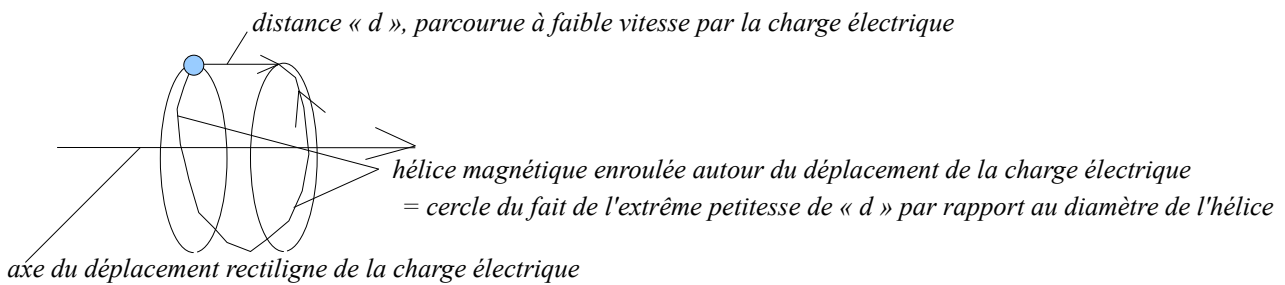 distance « d », parcourue à faible vitesse par la charge électrique
hélice magnétique enroulée autour du déplacement de la charge électrique
= cercle du fait de l'extrême petitesse de « d » par rapport au diamètre de l'hélice
axe du déplacement rectiligne de la charge électrique